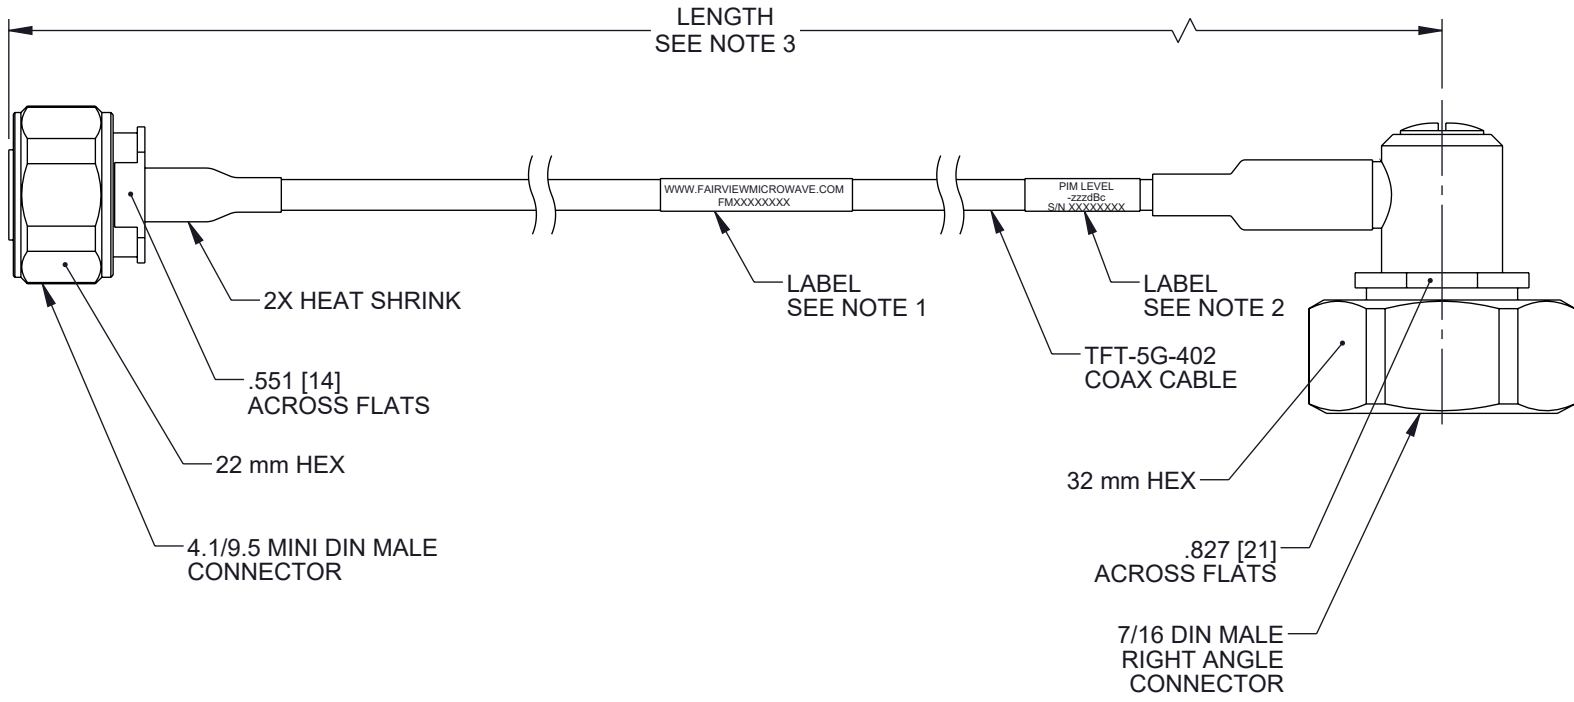 LENGTH
SEE NOTE 3
WWW.FAIRVIEWMICROWAVE.COM
FMXXXXXXXX
PIM LEVEL
-zzzdBc
S/N XXXXXXXX
2X HEAT SHRINK
LABEL
SEE NOTE 1
LABEL
SEE NOTE 2
TFT-5G-402
COAX CABLE
.551 [14]
ACROSS FLATS
22 mm HEX
32 mm HEX
4.1/9.5 MINI DIN MALE
CONNECTOR
.827 [21]
ACROSS FLATS
7/16 DIN MALE
RIGHT ANGLE
CONNECTOR